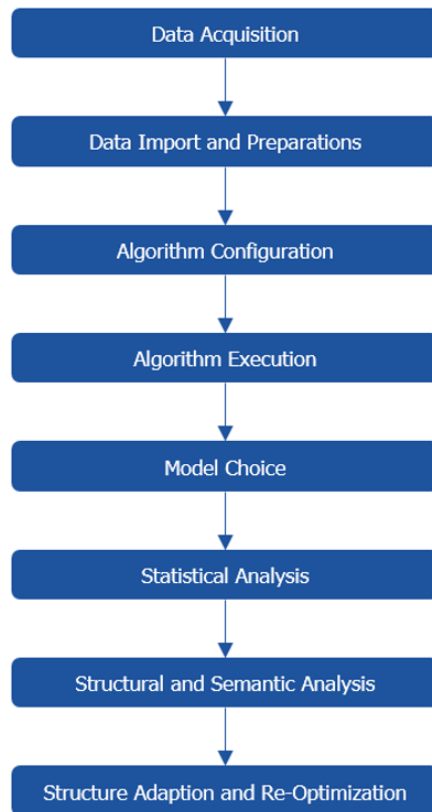 Data Acquisition
Data Import and Preparations
Algorithm Configuration
Algorithm Execution
Model Choice
Statistical Analysis
Structural and Semantic Analysis
Structure Adaption and Re-Optimization